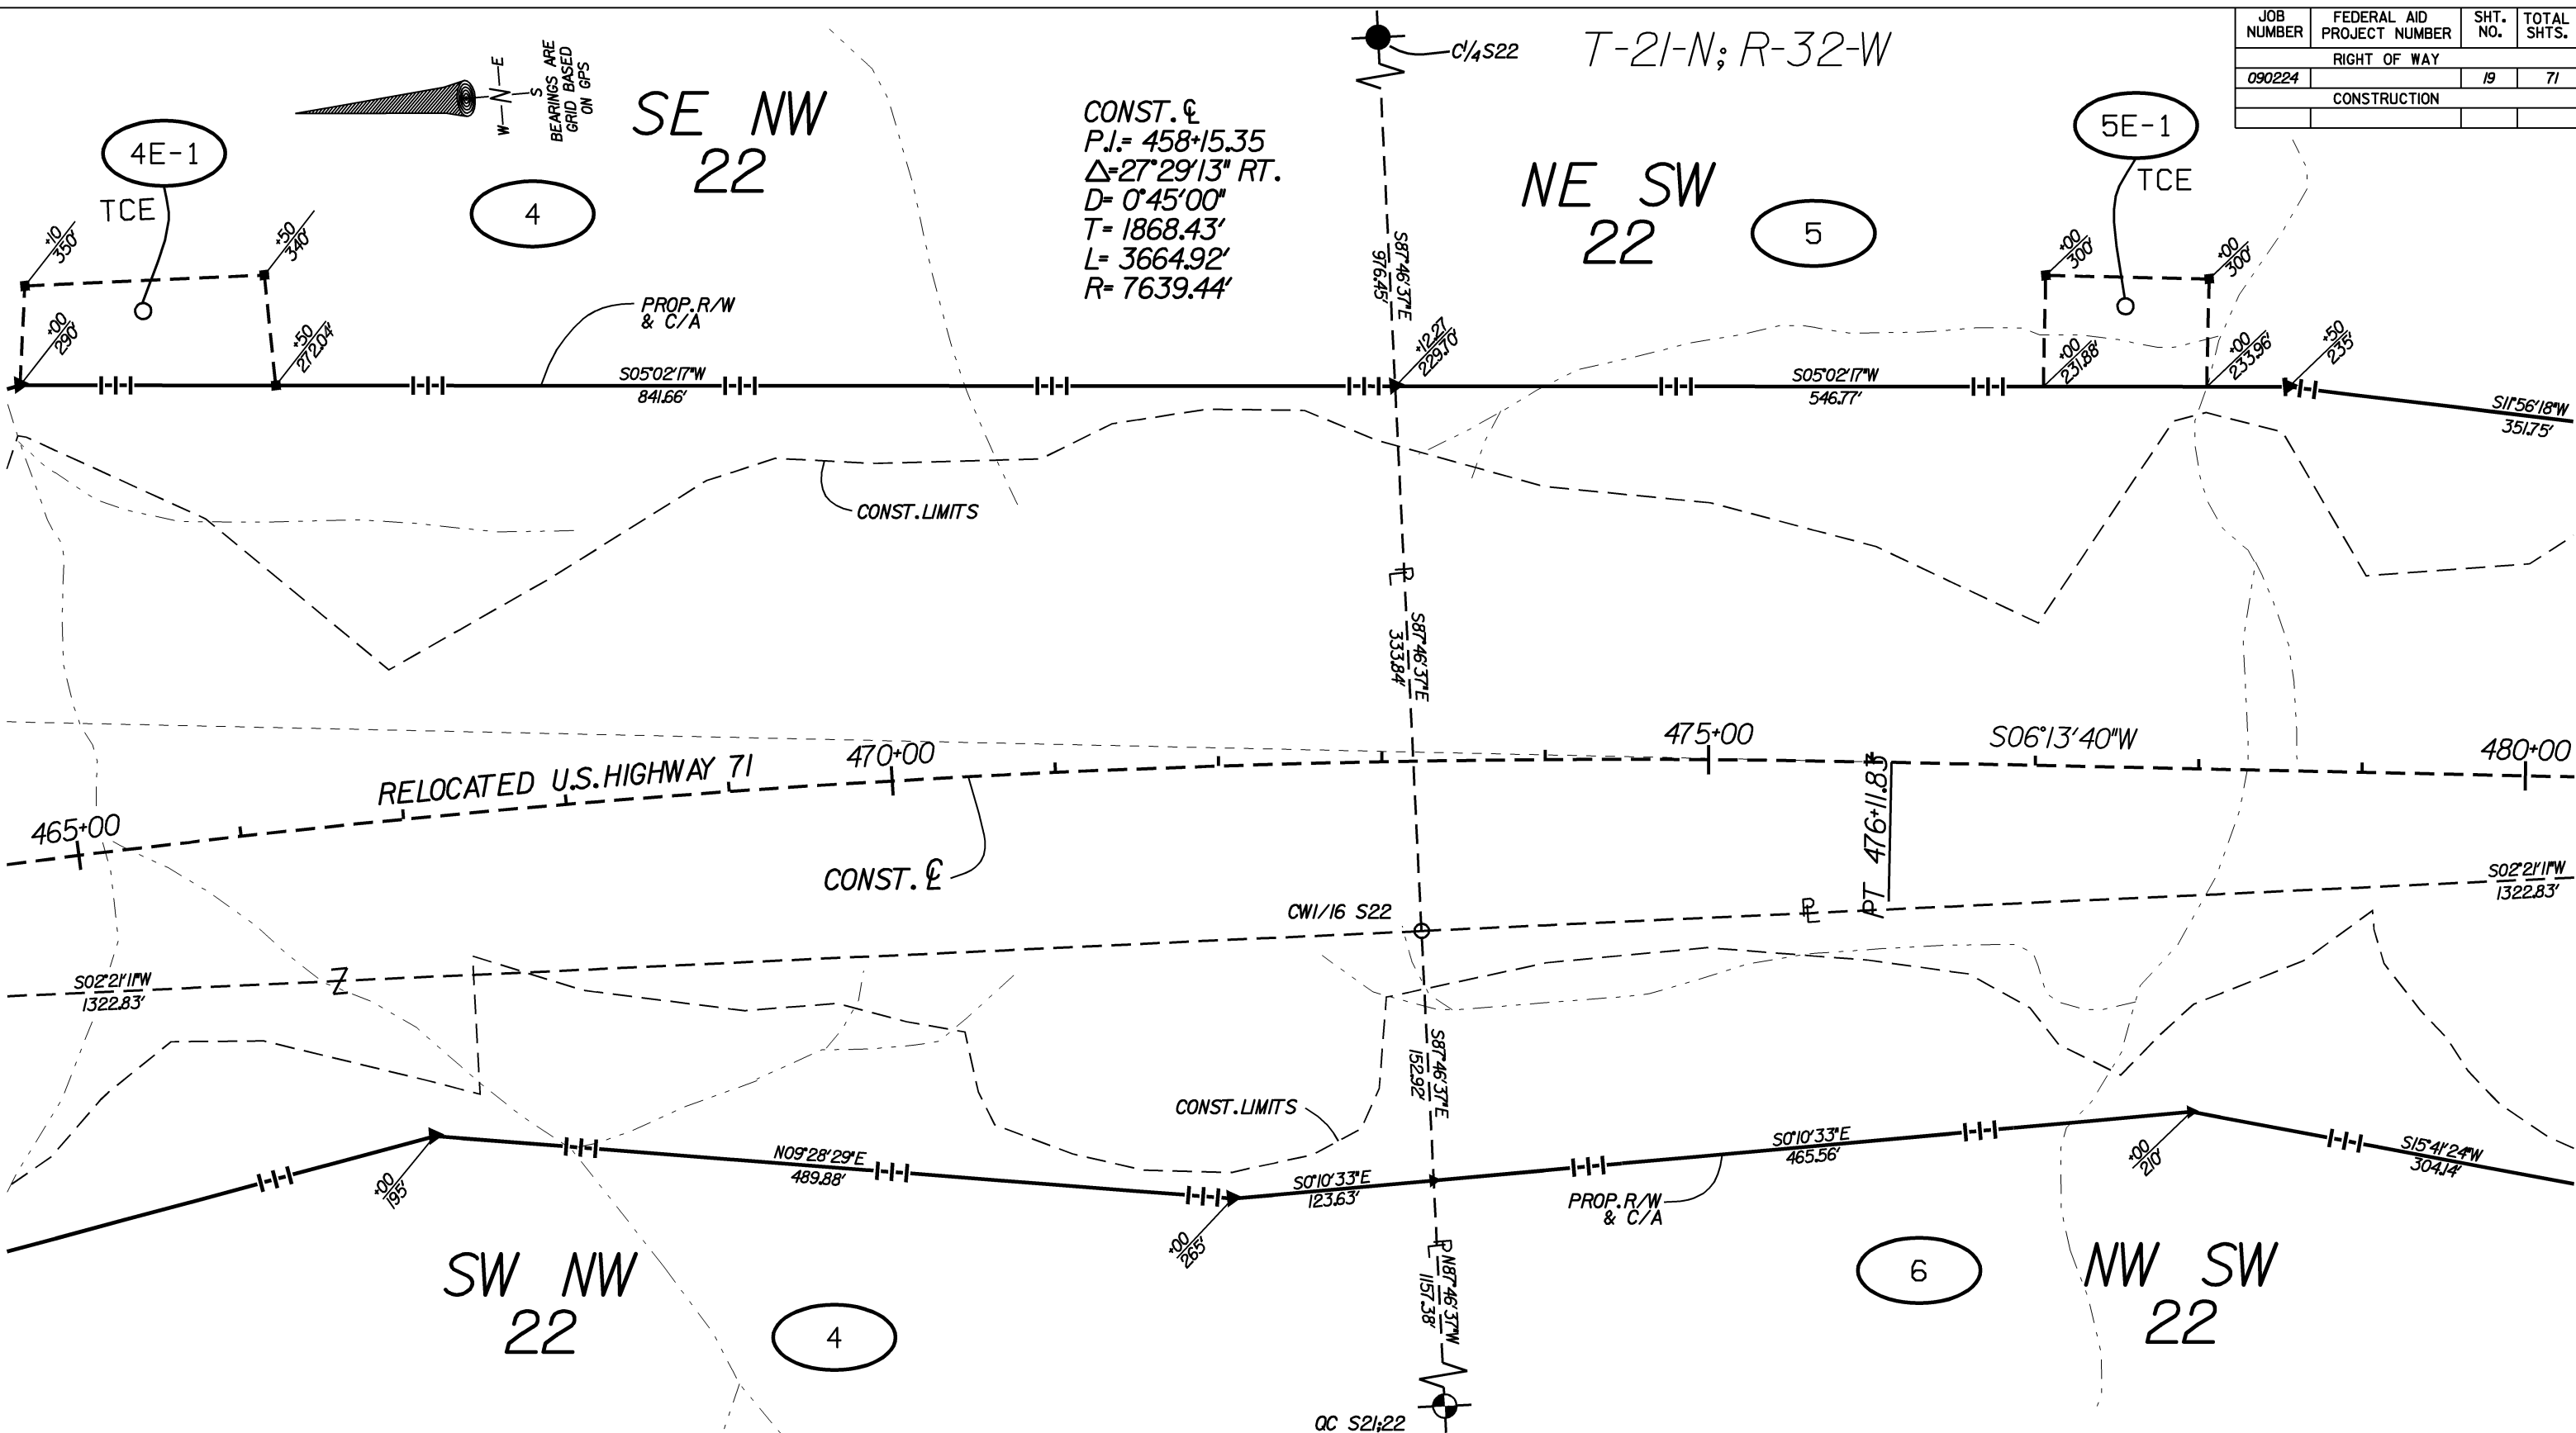 JOB NUMBER
FEDERAL AID PROJECT NUMBER
SHT. NO.
TOTAL SHTS.
RIGHT OF WAY
090224
19
71
CONSTRUCTION
T-21-N; R-32-W
C1/4 S22
E
N
S
W
BEARINGS ARE
GRID BASED
ON GPS
SE NW
22
4
4E-1
TCE
+10
350'
+50
340'
+00
290'
+50
272.04'
CONST. ℄
P.I.= 458+15.35
Δ=27°29'13" RT.
D= 0°45'00"
T= 1868.43'
L= 3664.92'
R= 7639.44'
NE SW
22
5
5E-1
TCE
+00
300'
+00
300'
+00
231.88'
+00
233.96'
+50
235'
S87°46'37"E
976.45'
+12.27
229.70'
PROP. R/W
& C/A
S05°02'17"W
841.66'
S05°02'17"W
546.77'
S11°56'18"W
351.75'
CONST. LIMITS
PL
S87°46'37"E
333.84'
465+00
RELOCATED U.S. HIGHWAY 71
470+00
475+00
S06°13'40"W
480+00
PT 476+11.83
CONST. ℄
CW1/16 S22
PL
S02°21'11"W
1322.83'
S02°21'11"W
1322.83'
S87°46'37"E
152.92'
CONST. LIMITS
N09°28'29"E
489.88'
S0°10'33"E
123.63'
S0°10'33"E
465.56'
S15°41'24"W
304.14'
+00
195'
+00
265'
+00
210'
PROP. R/W
& C/A
PL
N87°46'37"W
1157.38'
SW NW
22
4
6
NW SW
22
QC S21;22